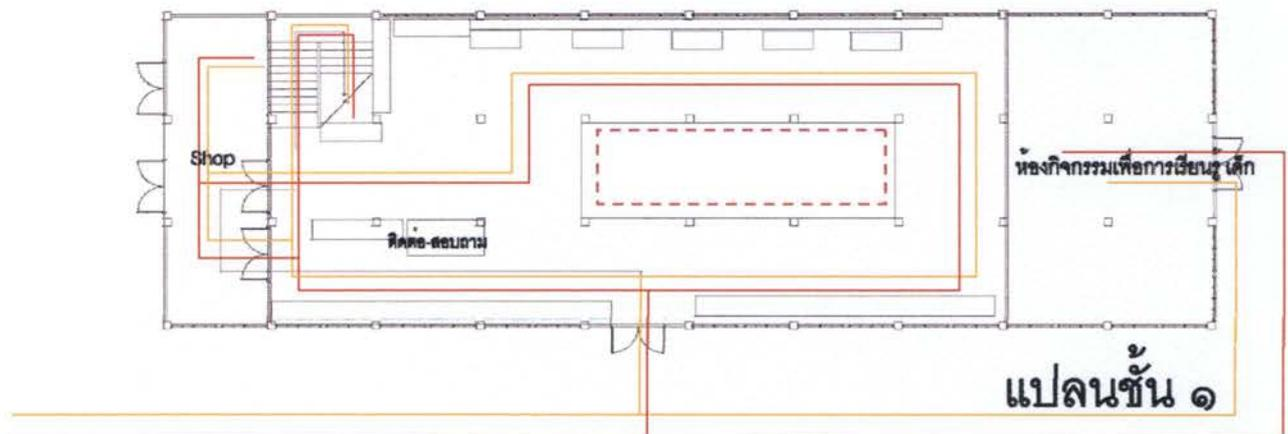 Shop
ห้องกิจกรรมเพื่อการเรียนรู้ เด็ก
ติดต่อ-สอบถาม
แปลนชั้น ๑